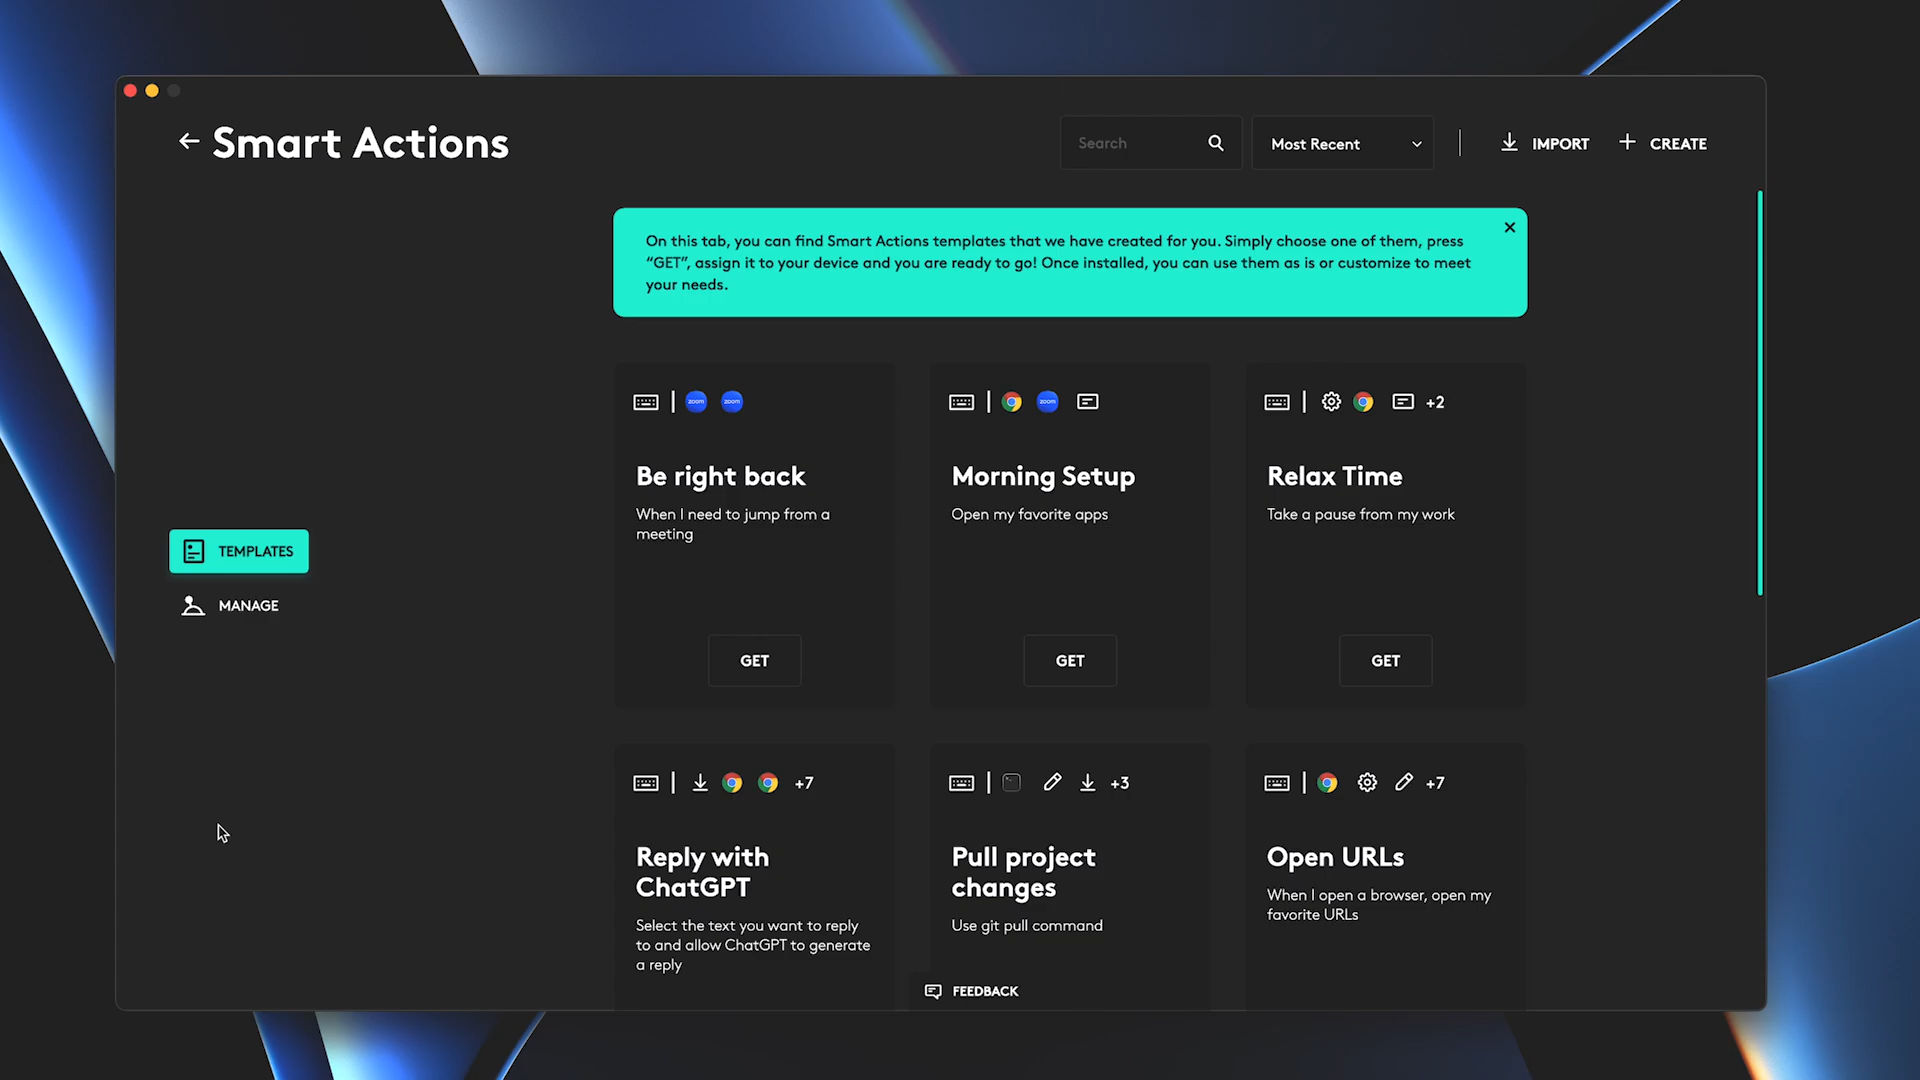 Smart Actions
Search
Most Recent
IMPORT
CREATE
On this tab, you can find Smart Actions templates that we have created for you. Simply choose one of them, press
“GET”, assign it to your device and you are ready to go! Once installed, you can use them as is or customize to meet
your needs.
TEMPLATES
MANAGE
zoom zoom
Be right back
When I need to jump from a
meeting
GET
zoom
Morning Setup
Open my favorite apps
GET
+2
Relax Time
Take a pause from my work
GET
+7
Reply with
ChatGPT
Select the text you want to reply
to and allow ChatGPT to generate
a reply
+3
Pull project
changes
Use git pull command
+7
Open URLs
When I open a browser, open my
favorite URLs
FEEDBACK